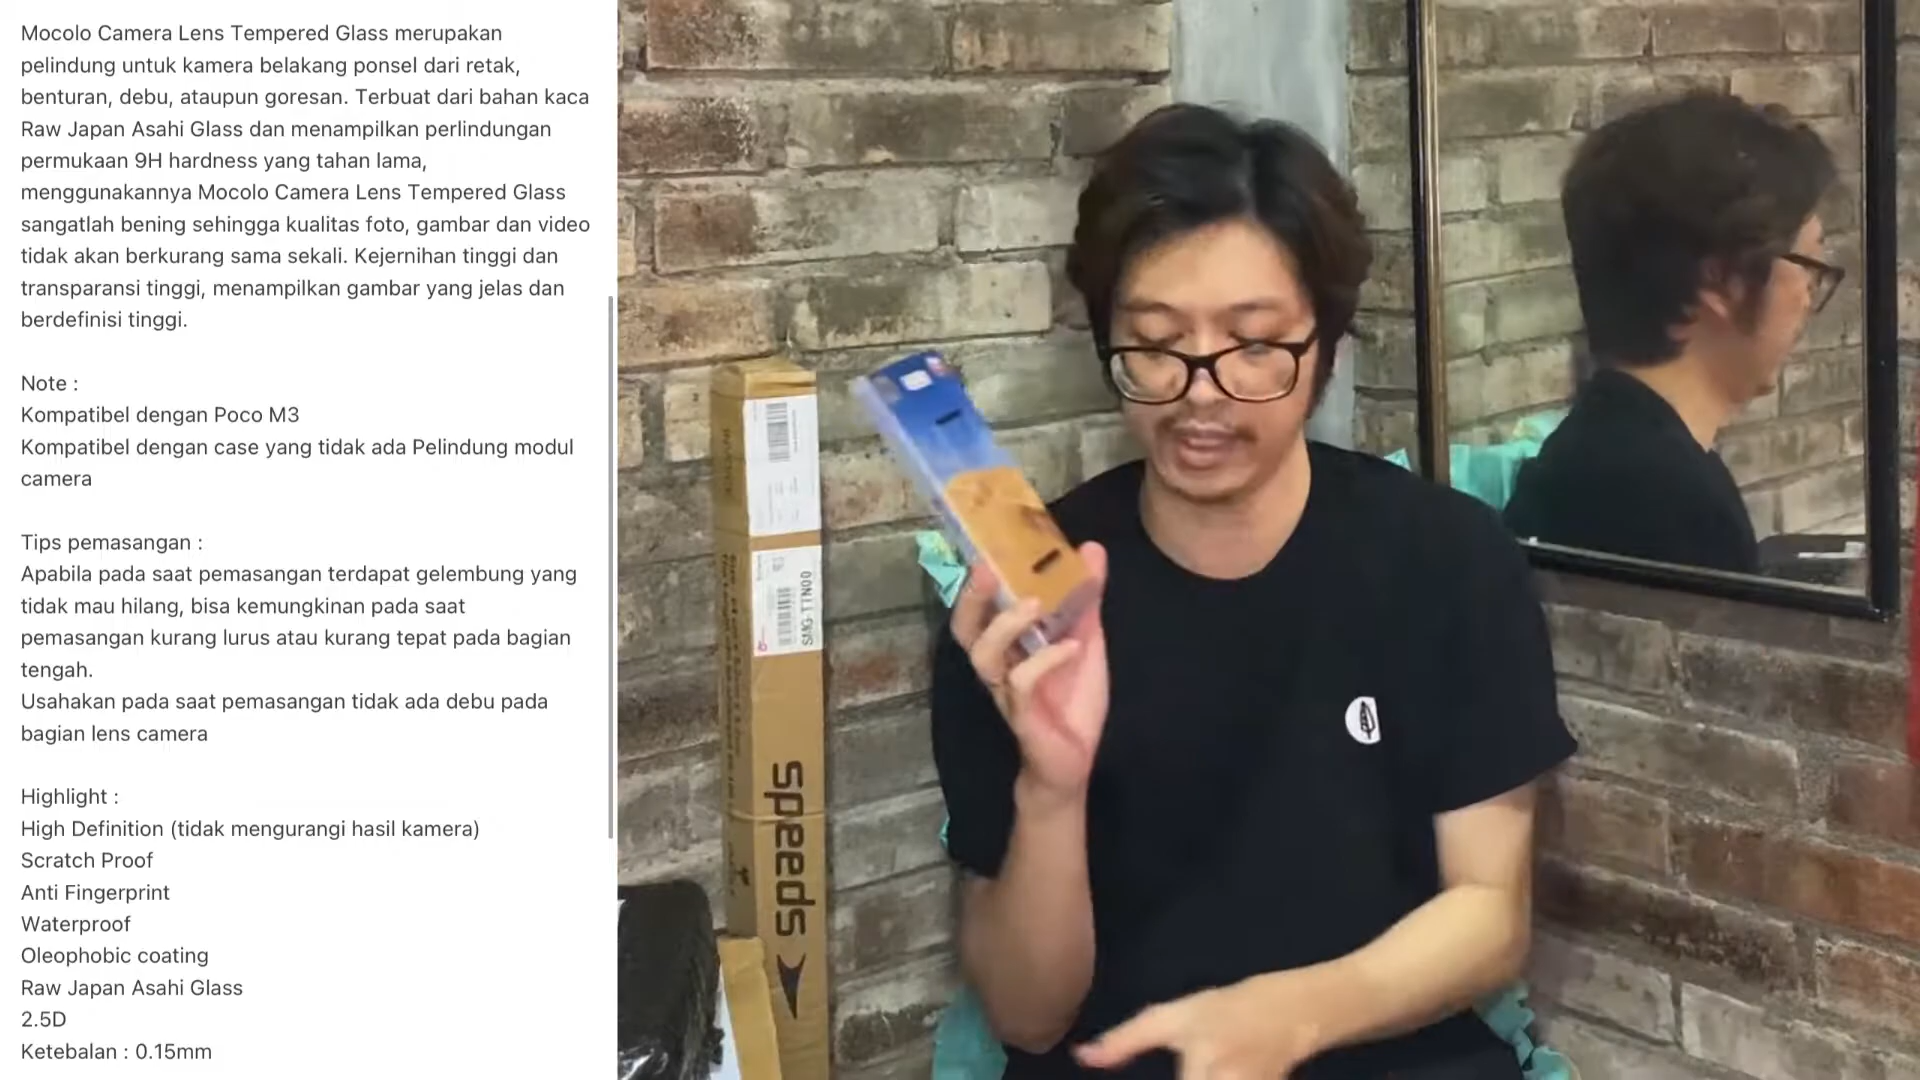 Mocolo Camera Lens Tempered Glass merupakan
pelindung untuk kamera belakang ponsel dari retak,
benturan, debu, ataupun goresan. Terbuat dari bahan kaca
Raw Japan Asahi Glass dan menampilkan perlindungan
permukaan 9H hardness yang tahan lama,
menggunakannya Mocolo Camera Lens Tempered Glass
sangatlah bening sehingga kualitas foto, gambar dan video
tidak akan berkurang sama sekali. Kejernihan tinggi dan
transparansi tinggi, menampilkan gambar yang jelas dan
berdefinisi tinggi.
Note :
Kompatibel dengan Poco M3
Kompatibel dengan case yang tidak ada Pelindung modul
camera
Tips pemasangan :
Apabila pada saat pemasangan terdapat gelembung yang
tidak mau hilang, bisa kemungkinan pada saat
pemasangan kurang lurus atau kurang tepat pada bagian
tengah.
Usahakan pada saat pemasangan tidak ada debu pada
bagian lens camera
Highlight :
High Definition (tidak mengurangi hasil kamera)
Scratch Proof
Anti Fingerprint
Waterproof
Oleophobic coating
Raw Japan Asahi Glass
2.5D
Ketebalan : 0.15mm
speeds